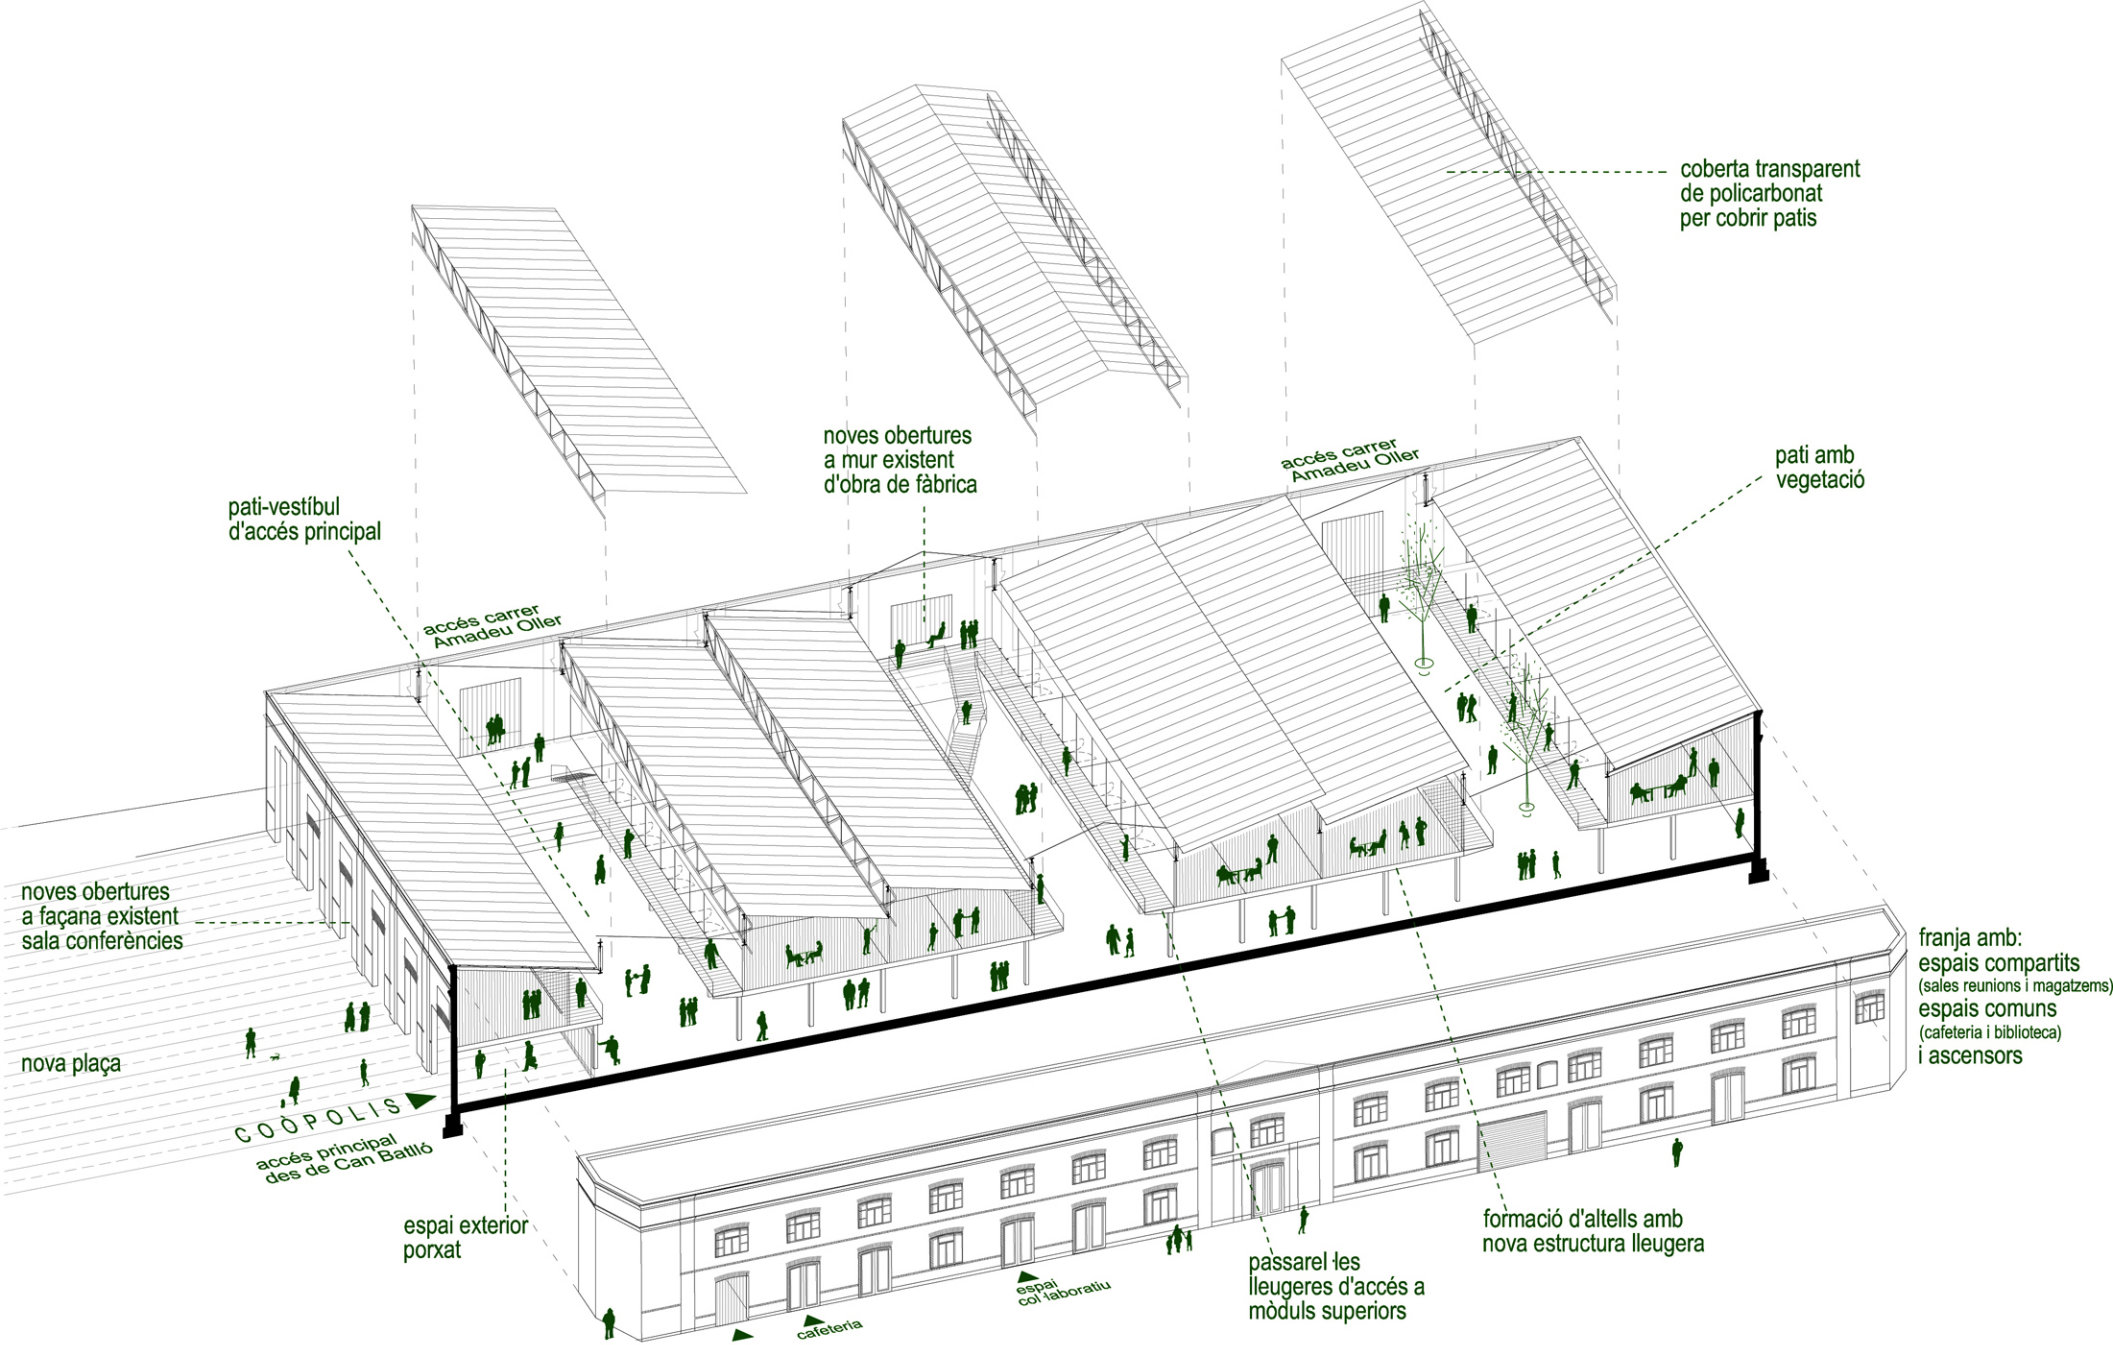 coberta transparent
de policarbonat
per cobrir patis
noves obertures
a mur existent
d'obra de fàbrica
accés carrer
Amadeu Oller
pati amb
vegetació
pati-vestíbul
d'accés principal
accés carrer
Amadeu Oller
noves obertures
a façana existent
sala conferències
franja amb:
espais compartits
(sales reunions i magatzems)
espais comuns
(cafeteria i biblioteca)
i ascensors
nova plaça
COÒPOLIS
accés principal
des de Can Batlló
espai exterior
porxat
formació d'altells amb
nova estructura lleugera
passarel·les
lleugeres d'accés a
mòduls superiors
espai
col·laboratiu
cafeteria